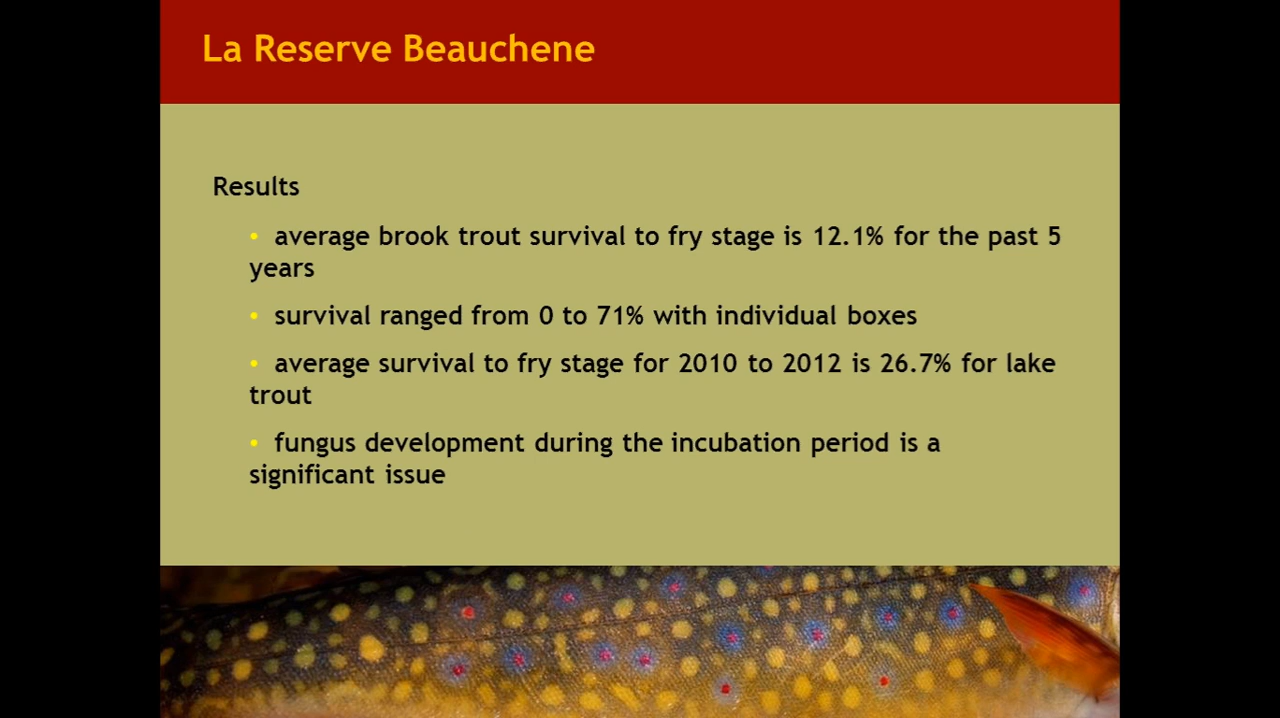 La Reserve Beauchene
Results
• average brook trout survival to fry stage is 12.1% for the past 5
years
• survival ranged from 0 to 71% with individual boxes
• average survival to fry stage for 2010 to 2012 is 26.7% for lake
trout
• fungus development during the incubation period is a
significant issue